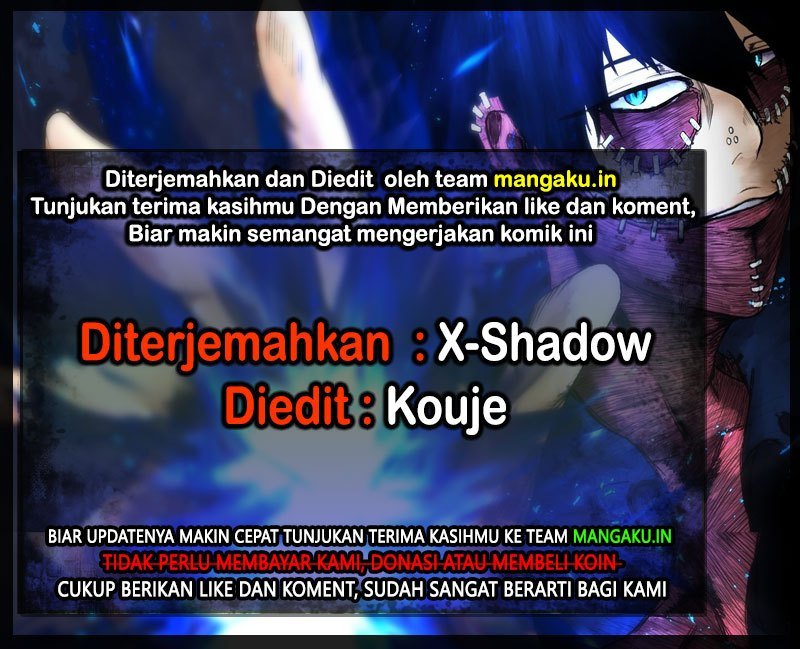 Diterjemahkan dan Diedit oleh team mangaku.in
Tunjukan terima kasihmu Dengan Memberikan like dan koment,
Biar makin semangat mengerjakan komik ini
Diterjemahkan : X-Shadow
Diedit : Kouje
BIAR UPDATENYA MAKIN CEPAT TUNJUKAN TERIMA KASIHMU KE TEAM MANGAKU.IN
TIDAK PERLU MEMBAYAR KAMI, DONASI ATAU MEMBELI KOIN
CUKUP BERIKAN LIKE DAN KOMENT, SUDAH SANGAT BERARTI BAGI KAMI